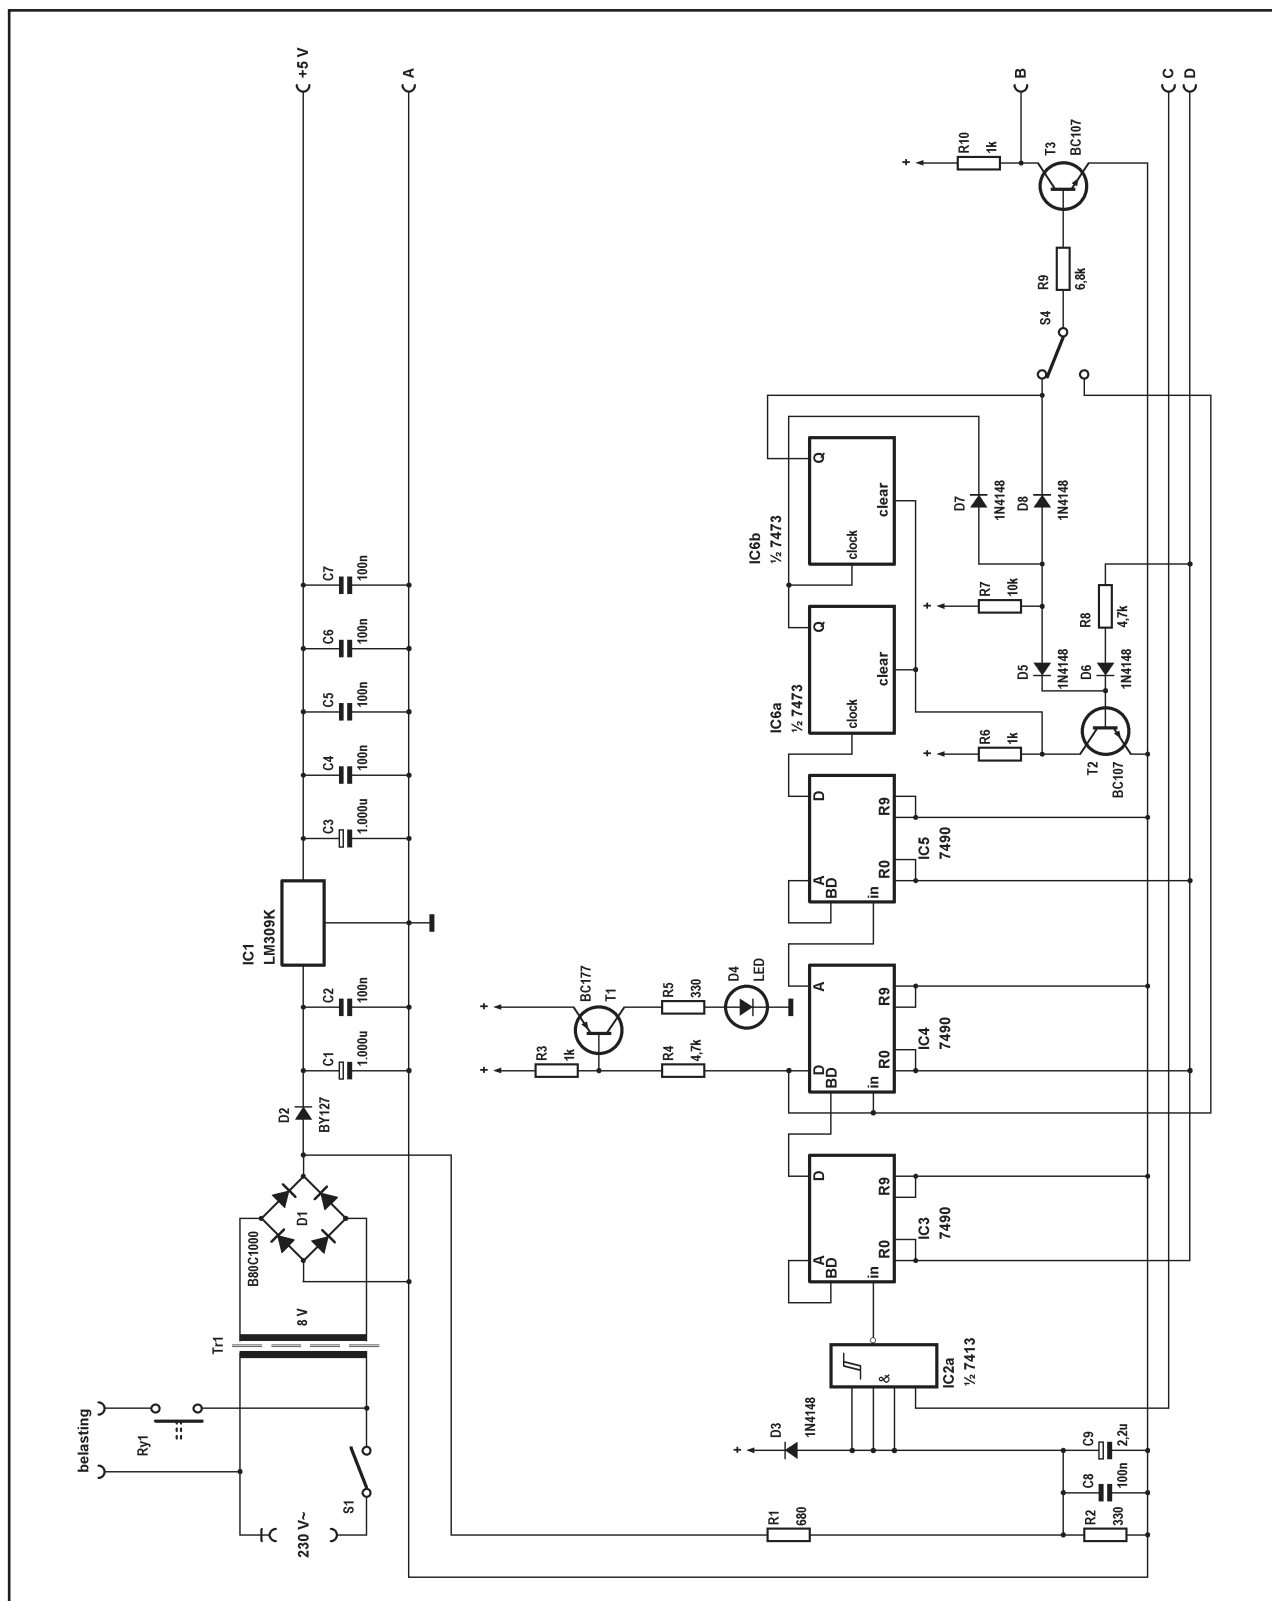 belasting
Ry1
230 V~
S1
Tr1
8 V
B80C1000
D1
D2
BY127
C1
1.000u
C2
100n
IC1
LM309K
C3
1.000u
C4
100n
C5
100n
C6
100n
C7
100n
+5 V
A
+
R3
1k
+
BC177
T1
R4
4,7k
R5
330
D4
LED
R1
680
+
D3
1N4148
&
IC2a
½ 7413
A
BD
in
D
R0
R9
IC3
7490
D
BD
in
A
R0
R9
IC4
7490
A
BD
in
D
R0
R9
IC5
7490
IC6a
½ 7473
Q
clock
clear
IC6b
½ 7473
Q
clock
clear
+
R6
1k
T2
BC107
+
R7
10k
D5
1N4148
D6
1N4148
R8
4,7k
D7
1N4148
D8
1N4148
S4
R9
6,8k
+
R10
1k
T3
BC107
B
C
D
R2
330
C8
100n
C9
2,2u